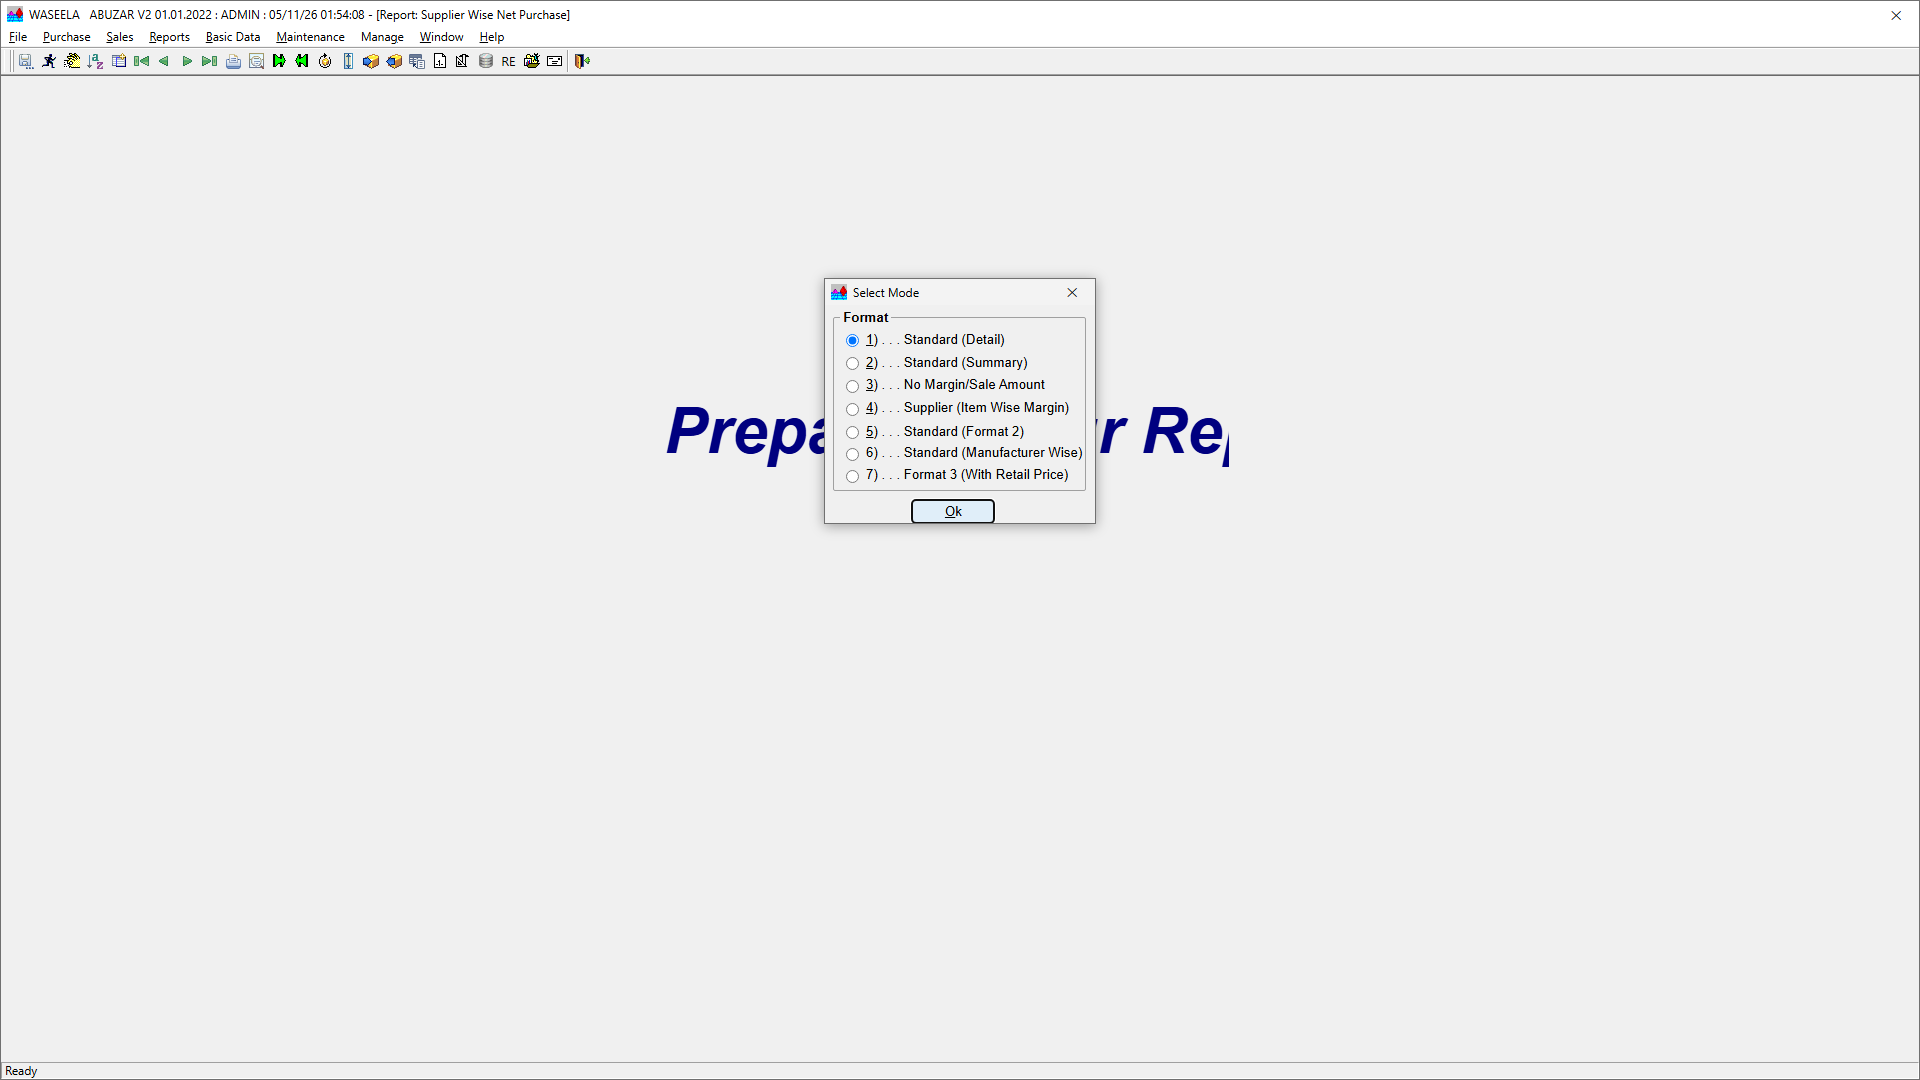 WASEELA   ABUZAR V2 01.01.2022 : ADMIN : 05/11/26 01:54:08 - [Report: Supplier Wise Net Purchase]
File Purchase Sales Reports Basic Data Maintenance Manage Window Help
RE
Select Mode
Format
1) . . . Standard (Detail)
2) . . . Standard (Summary)
3) . . . No Margin/Sale Amount
4) . . . Supplier (Item Wise Margin)
5) . . . Standard (Format 2)
6) . . . Standard (Manufacturer Wise)
7) . . . Format 3 (With Retail Price)
Ok
Ready